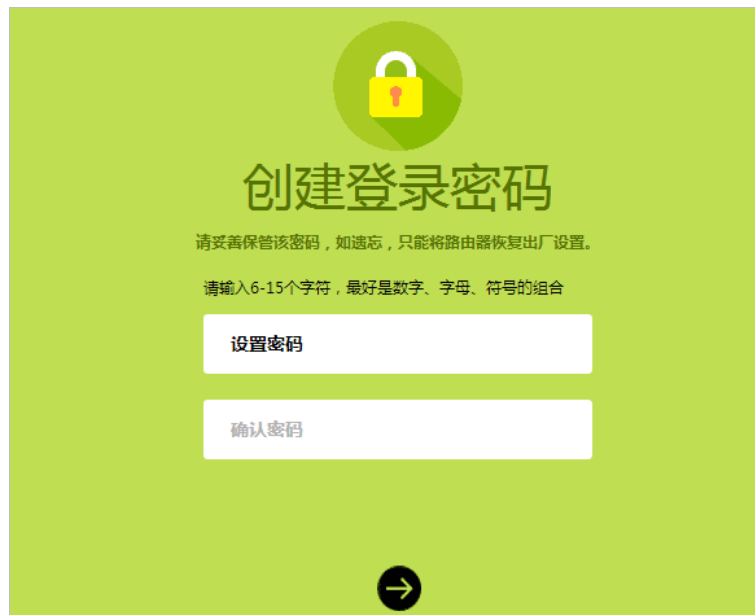 创建登录密码
请妥善保管该密码，如遗忘，只能将路由器恢复出厂设置。
请输入6-15个字符，最好是数字、字母、符号的组合
设置密码
确认密码